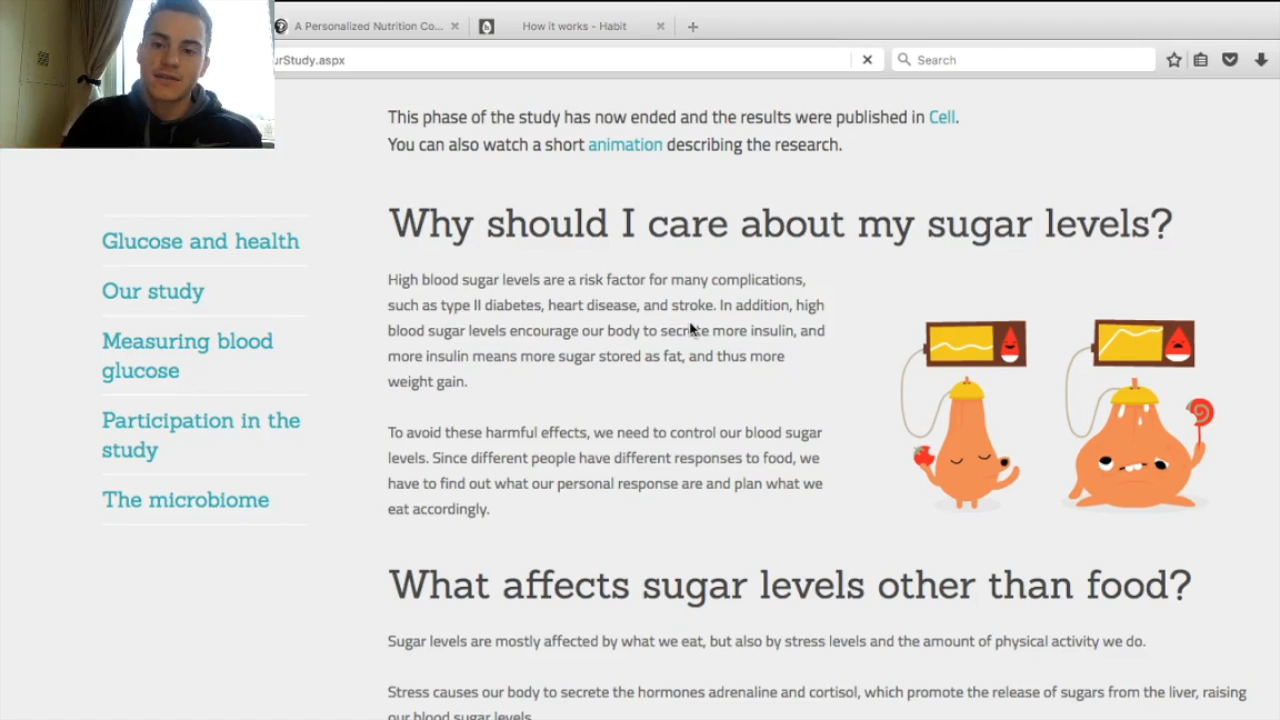 A Personalized Nutrition Co...
How it works - Habit
urStudy.aspx
Search
This phase of the study has now ended and the results were published in Cell.
You can also watch a short animation describing the research.
Glucose and health
Our study
Measuring blood
glucose
Participation in the
study
The microbiome
Why should I care about my sugar levels?
High blood sugar levels are a risk factor for many complications,
such as type II diabetes, heart disease, and stroke. In addition, high
blood sugar levels encourage our body to secrete more insulin, and
more insulin means more sugar stored as fat, and thus more
weight gain.
To avoid these harmful effects, we need to control our blood sugar
levels. Since different people have different responses to food, we
have to find out what our personal response are and plan what we
eat accordingly.
What affects sugar levels other than food?
Sugar levels are mostly affected by what we eat, but also by stress levels and the amount of physical activity we do.
Stress causes our body to secrete the hormones adrenaline and cortisol, which promote the release of sugars from the liver, raising
our blood sugar levels.